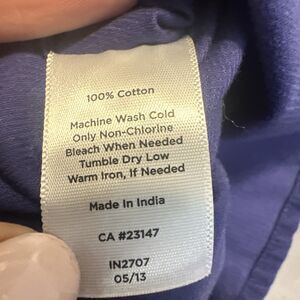 100% Cotton
Machine Wash Cold
Only Non-Chlorine
Bleach When Needed
Tumble Dry Low
Warm Iron, If Needed
Made In India
CA #23147
IN2707
05/13